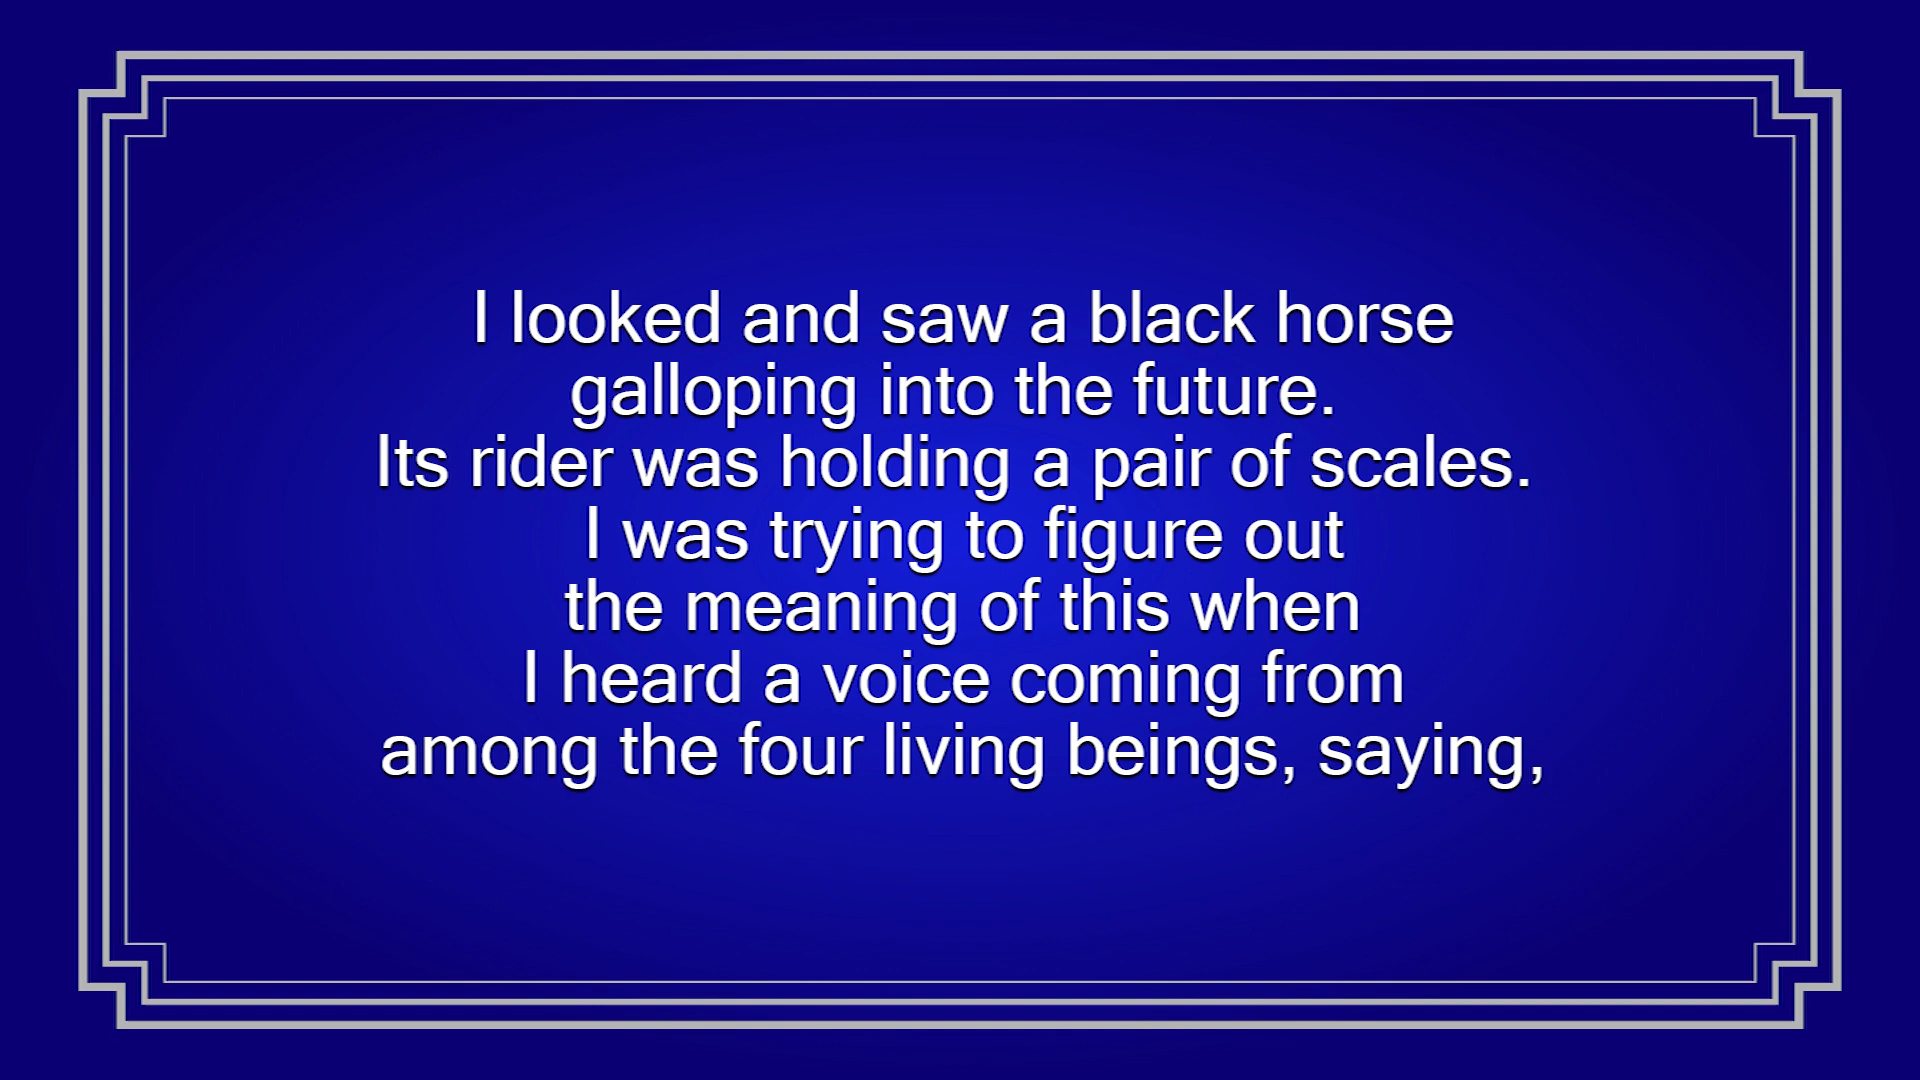 I looked and saw a black horse
galloping into the future.
Its rider was holding a pair of scales.
I was trying to figure out
the meaning of this when
I heard a voice coming from
among the four living beings, saying,